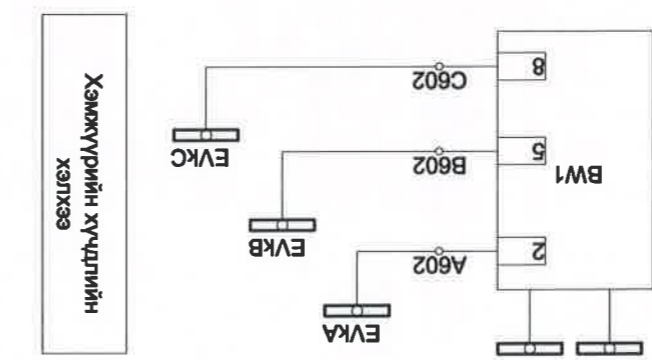 EVkA
A602
2
EVkB
B602
5
BW1
EVkC
C602
8
Хэмжүүрийн хүчдлийн
хэлхээ